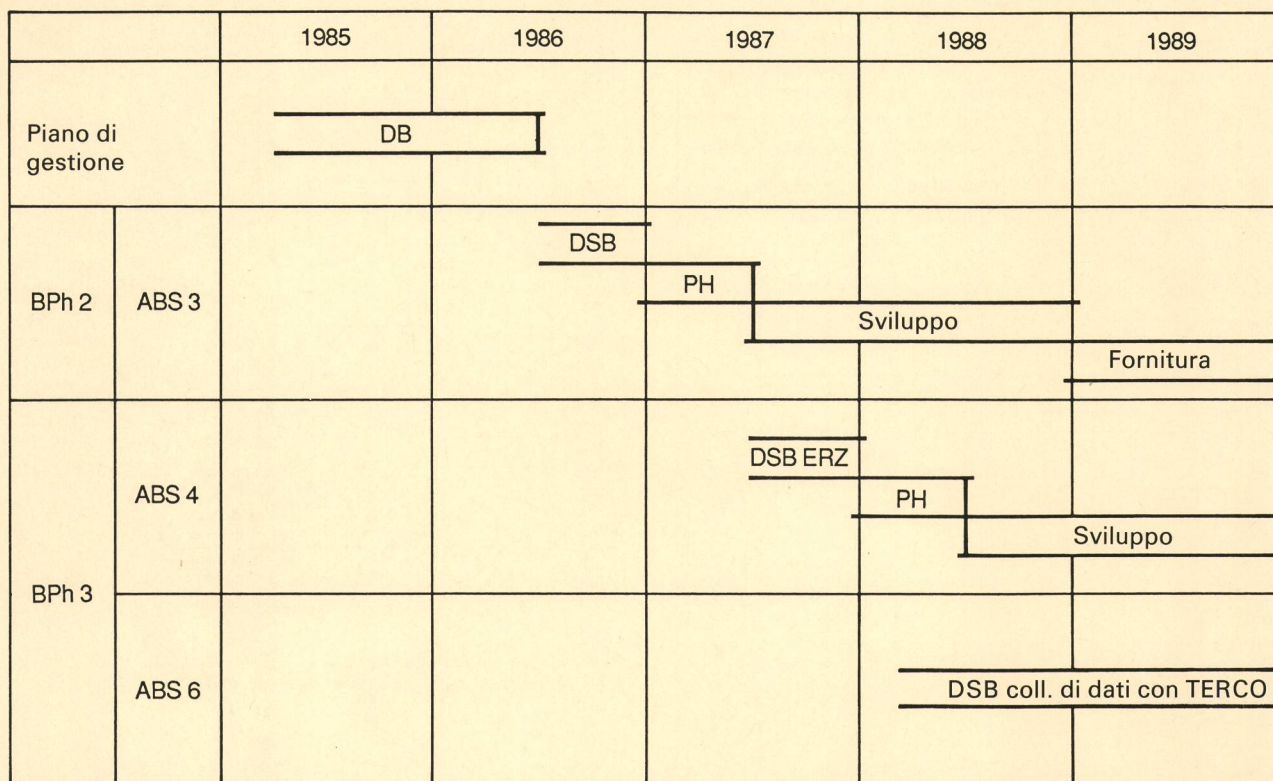 1985 1986 1987 1988 1989
Piano di
gestione
DB
BPh 2
ABS 3
DSB
PH
Sviluppo
Fornitura
BPh 3
ABS 4
DSB ERZ
PH
Sviluppo
ABS 6
DSB coll. di dati con TERCO